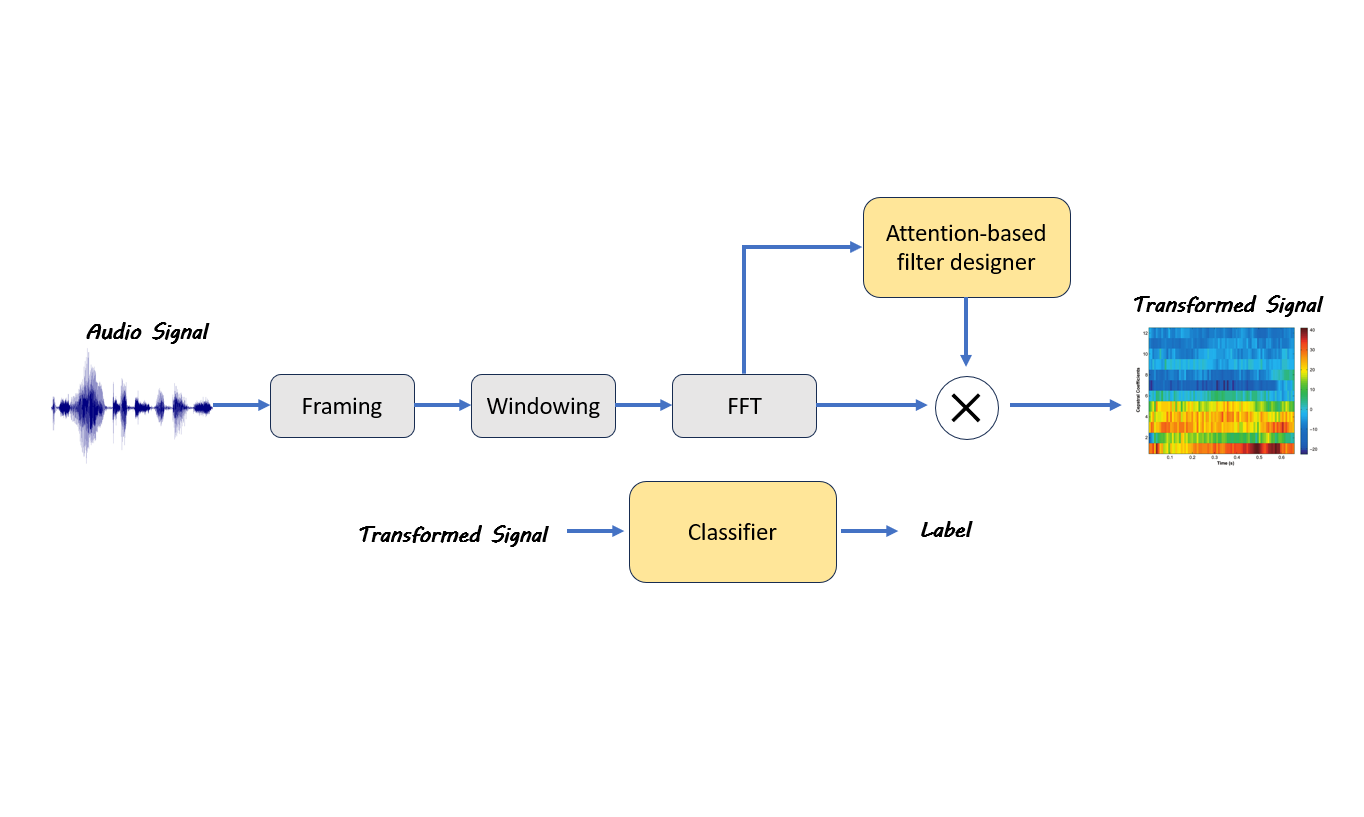 Attention-based
filter designer
Transformed Signal
Audio Signal
Framing
Windowing
FFT
Cepstral Coefficients
12
10
8
6
4
2
0.1 0.2 0.3 0.4 0.5 0.6
Time (s)
40
30
20
10
0
-10
-20
Transformed Signal
Classifier
Label